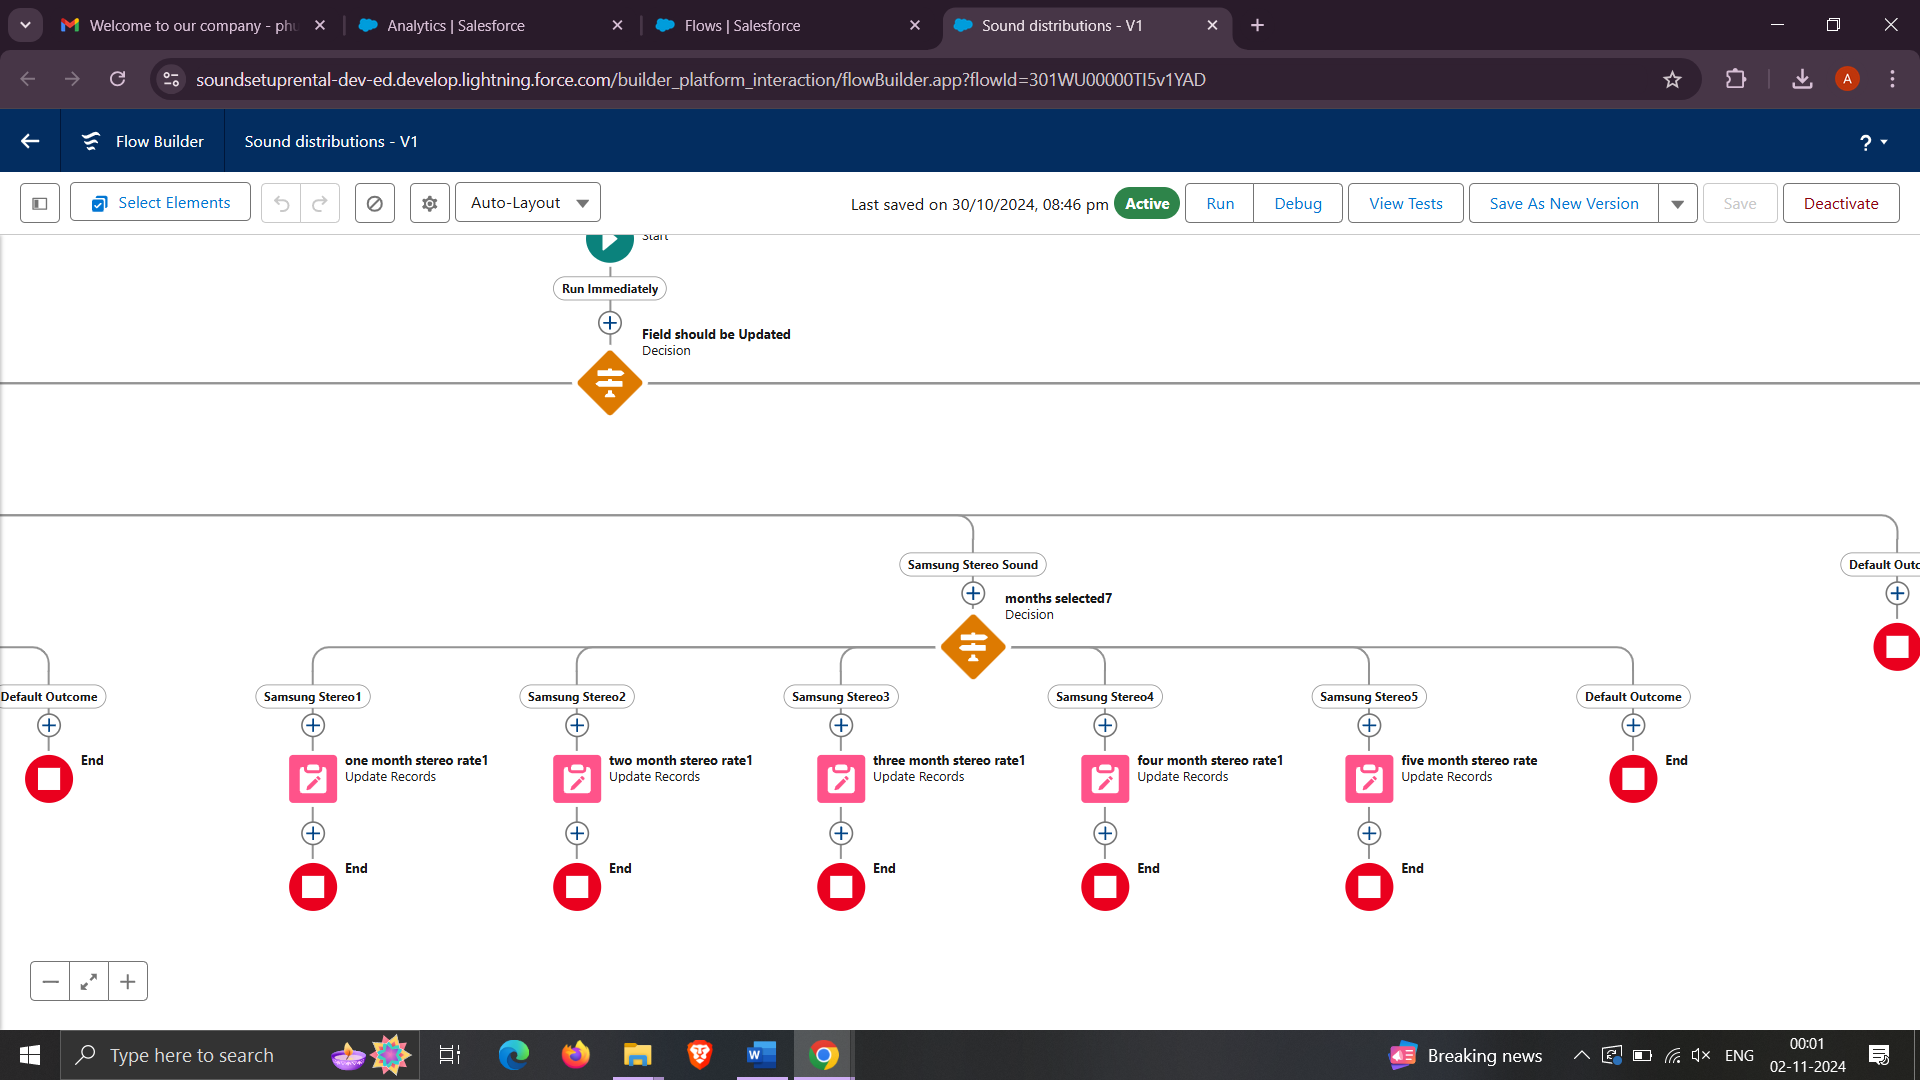 Welcome to our company - phu
Analytics | Salesforce
Flows | Salesforce
Sound distributions - V1
soundsetuprental-dev-ed.develop.lightning.force.com/builder_platform_interaction/flowBuilder.app?flowId=301WU00000TI5v1YAD
A
Flow Builder
Sound distributions - V1
?
Select Elements
Auto-Layout
Last saved on 30/10/2024, 08:46 pm
Active
Run
Debug
View Tests
Save As New Version
Save
Deactivate
Start
Run Immediately
Field should be Updated
Decision
Samsung Stereo Sound
Default Outc
months selected7
Decision
Default Outcome
Samsung Stereo1
Samsung Stereo2
Samsung Stereo3
Samsung Stereo4
Samsung Stereo5
Default Outcome
End
one month stereo rate1
Update Records
two month stereo rate1
Update Records
three month stereo rate1
Update Records
four month stereo rate1
Update Records
five month stereo rate
Update Records
End
End
End
End
End
End
Type here to search
Breaking news
ENG
00:01
02-11-2024